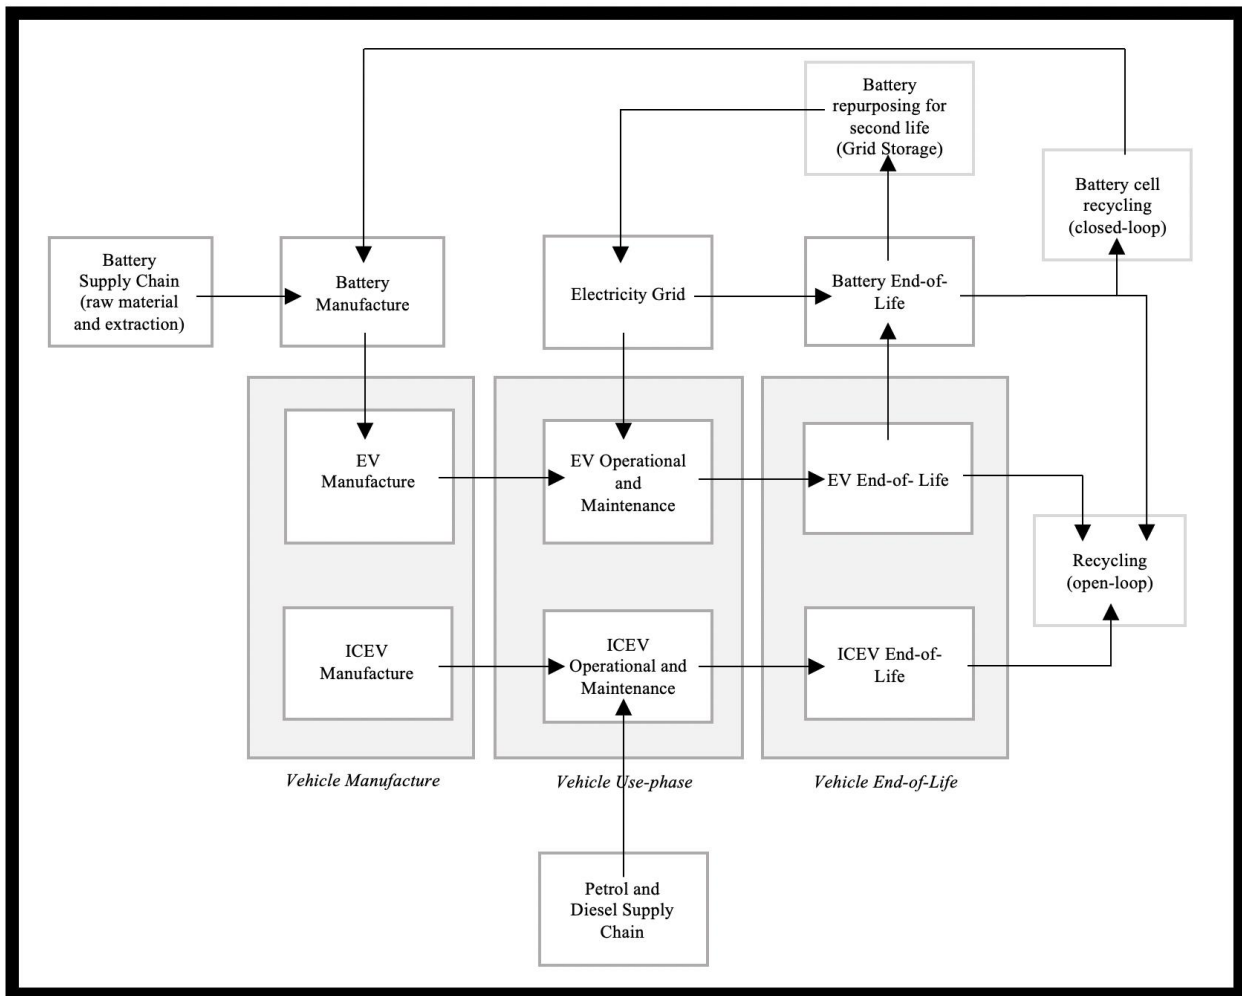 Battery
repurposing for
second life
(Grid Storage)
Battery cell
recycling
(closed-loop)
Battery
Supply Chain
(raw material
and extraction)
Battery
Manufacture
Electricity Grid
Battery End-of-
Life
EV
Manufacture
EV Operational
and
Maintenance
EV End-of- Life
Recycling
(open-loop)
ICEV
Manufacture
ICEV
Operational and
Maintenance
ICEV End-of-
Life
Vehicle Manufacture
Vehicle Use-phase
Vehicle End-of-Life
Petrol and
Diesel Supply
Chain